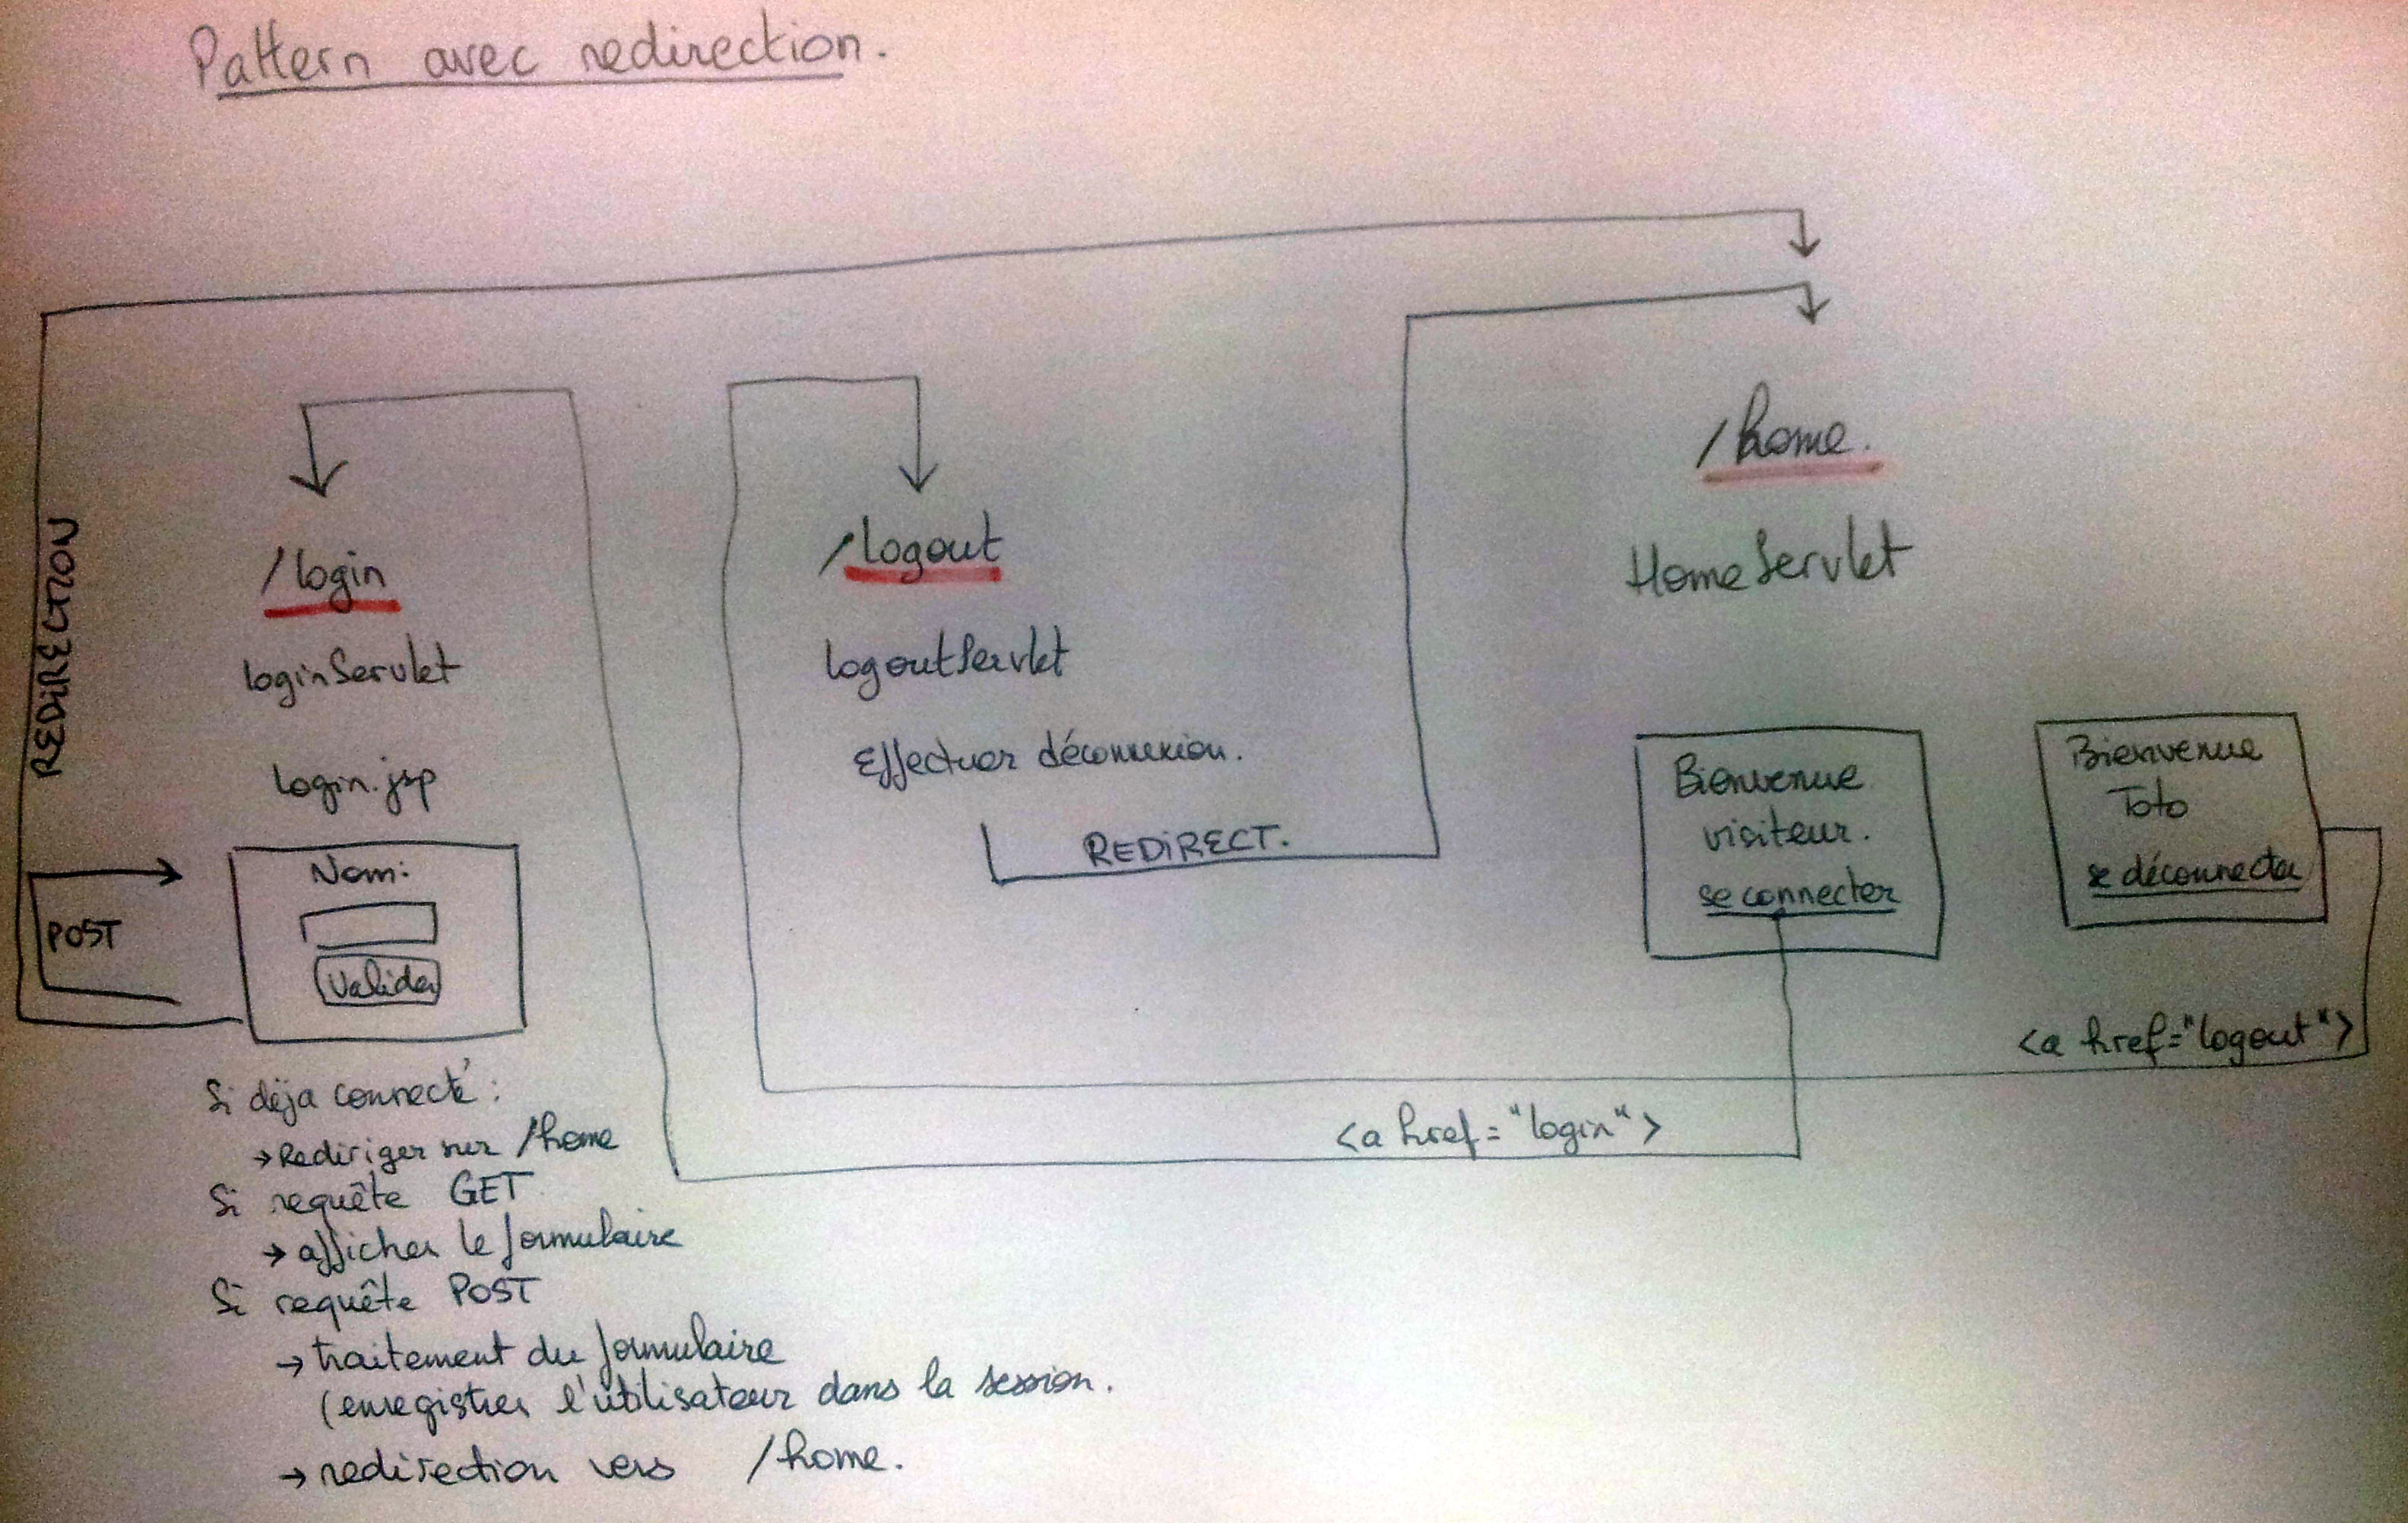 Pattern avec redirection.
REDIRECTION
/login
loginServlet
login.jsp
Nom:
Valider
POST
Si déja connecté :
→ Rediriger sur /home
Si requête GET
→ afficher le formulaire
Si requête POST
→ traitement du formulaire
(enregistrer l'utilisateur dans la session.
→ redirection vers /home.
/logout
logoutServlet
Effectuer déconnexion.
REDIRECT.
/home.
HomeServlet
Bienvenue
visiteur.
se connecter
<a href="login">
Bienvenue
Toto
se déconnecter
<a href="logout">